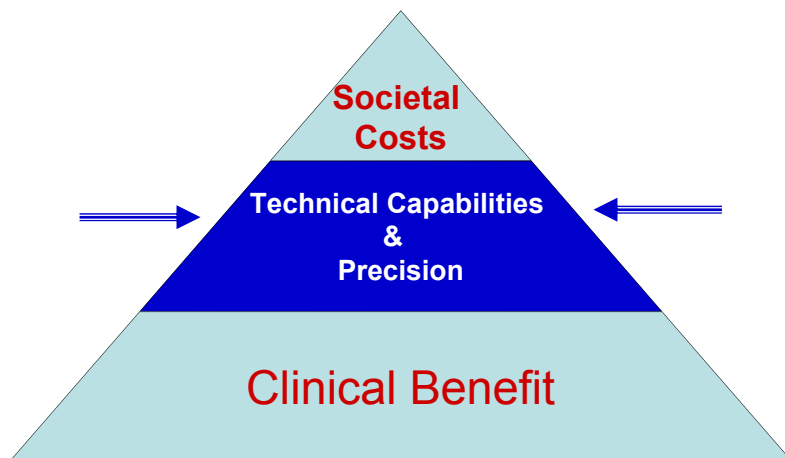 Societal
Costs
Technical Capabilities
&
Precision
Clinical Benefit